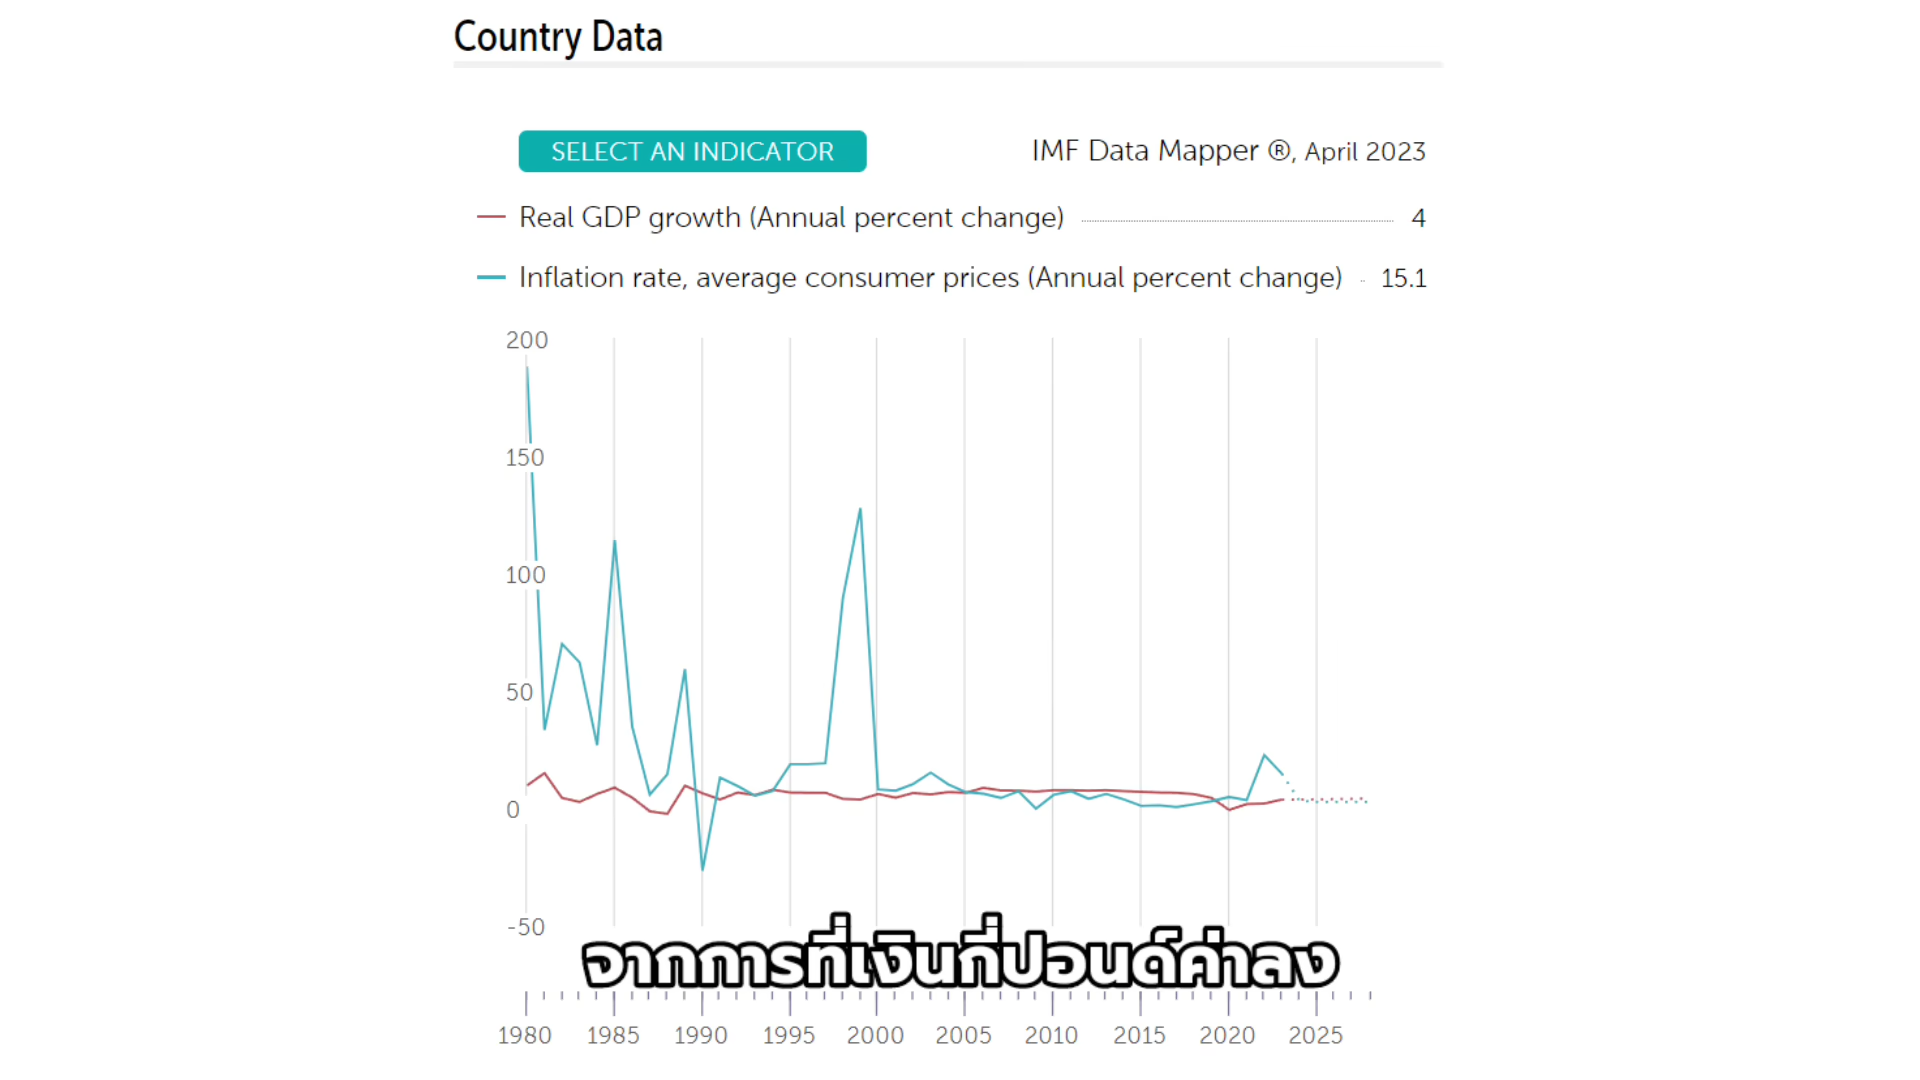 Country Data
SELECT AN INDICATOR
IMF Data Mapper ®, April 2023
Real GDP growth (Annual percent change) 4
Inflation rate, average consumer prices (Annual percent change) 15.1
200
150
100
50
0
-50
จากการที่เงินกี่ปอนด์ค่าลง
1980 1985 1990 1995 2000 2005 2010 2015 2020 2025